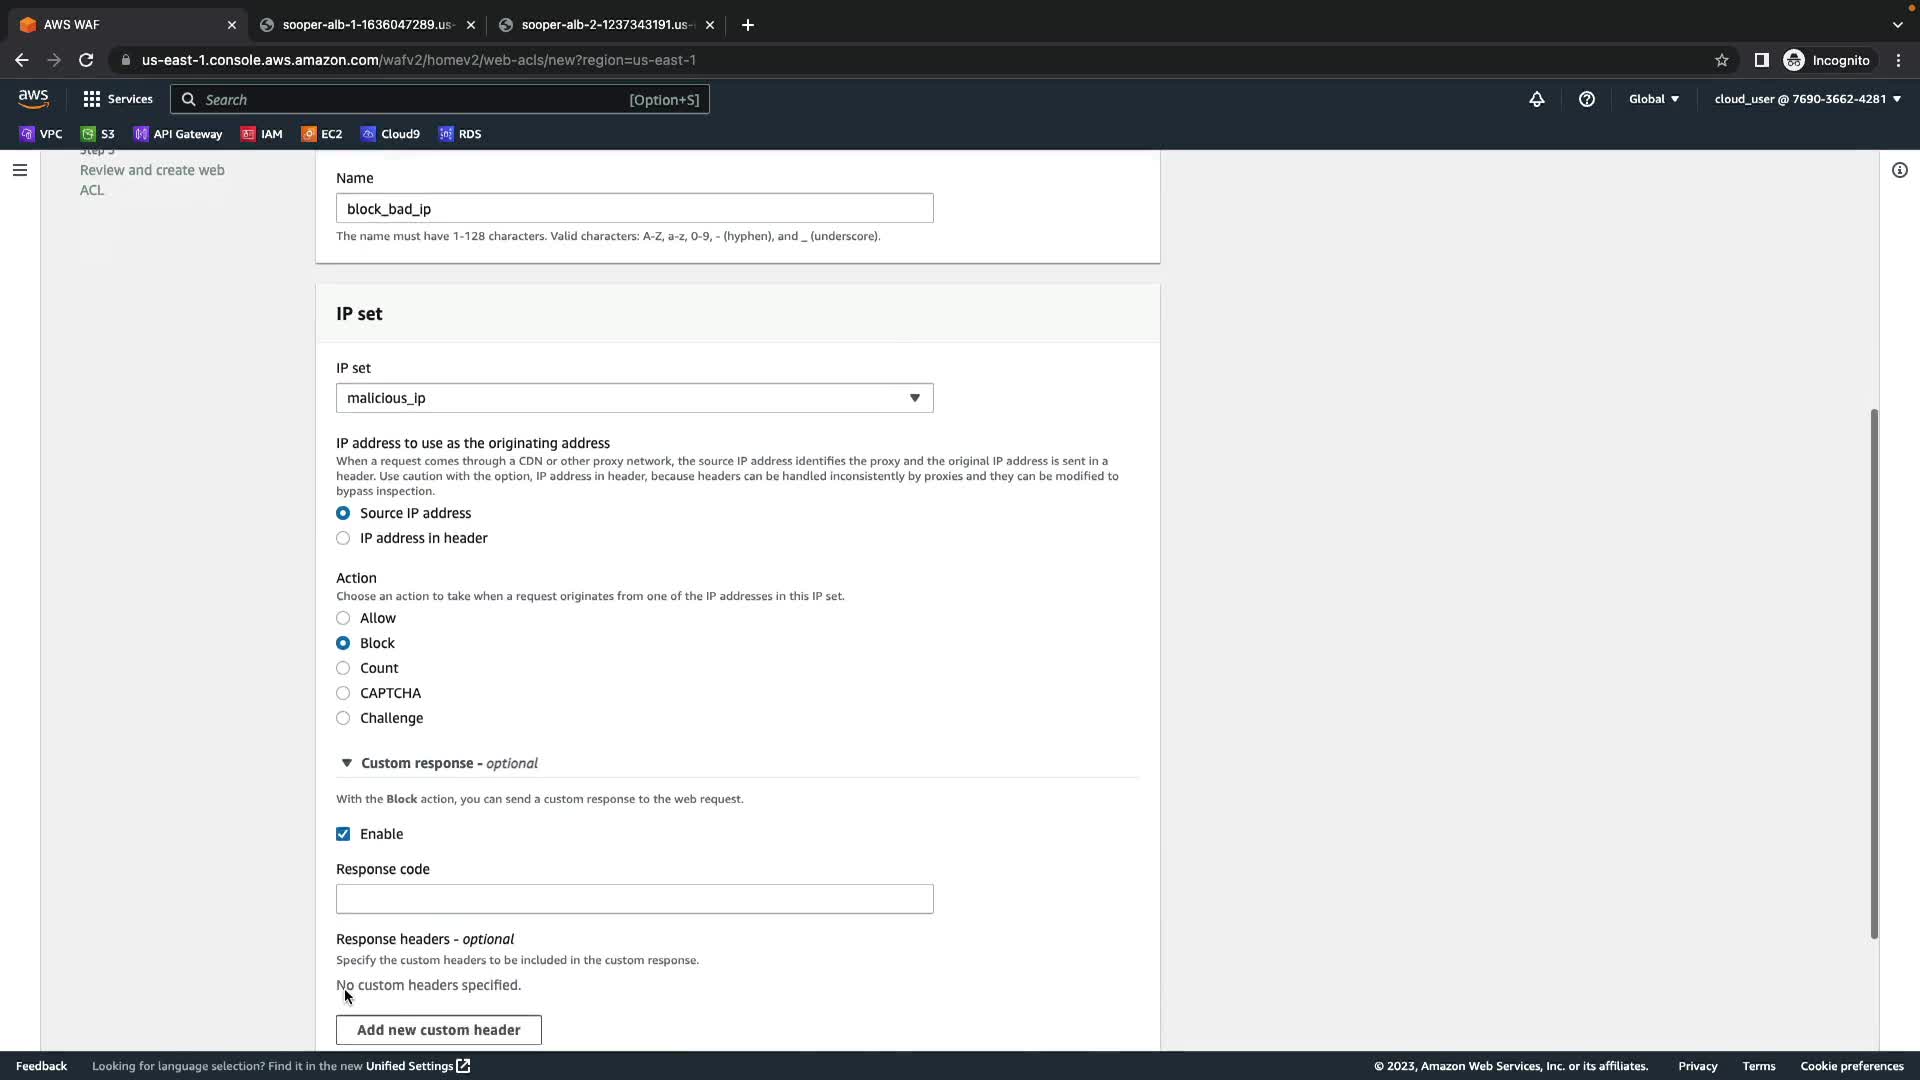 AWS WAF
sooper-alb-1-1636047289.us-
sooper-alb-2-1237343191.us-
us-east-1.console.aws.amazon.com/wafv2/homev2/web-acls/new?region=us-east-1
Incognito
aws
Services
Search
[Option+S]
Global
cloud_user @ 7690-3662-4281
VPC
S3
API Gateway
IAM
EC2
Cloud9
RDS
Step 5
Review and create web
ACL
Name
block_bad_ip
The name must have 1-128 characters. Valid characters: A-Z, a-z, 0-9, - (hyphen), and _ (underscore).
IP set
IP set
malicious_ip
IP address to use as the originating address
When a request comes through a CDN or other proxy network, the source IP address identifies the proxy and the original IP address is sent in a
header. Use caution with the option, IP address in header, because headers can be handled inconsistently by proxies and they can be modified to
bypass inspection.
Source IP address
IP address in header
Action
Choose an action to take when a request originates from one of the IP addresses in this IP set.
Allow
Block
Count
CAPTCHA
Challenge
Custom response - optional
With the Block action, you can send a custom response to the web request.
Enable
Response code
Response headers - optional
Specify the custom headers to be included in the custom response.
No custom headers specified.
Add new custom header
Feedback
Looking for language selection? Find it in the new Unified Settings
© 2023, Amazon Web Services, Inc. or its affiliates.
Privacy
Terms
Cookie preferences